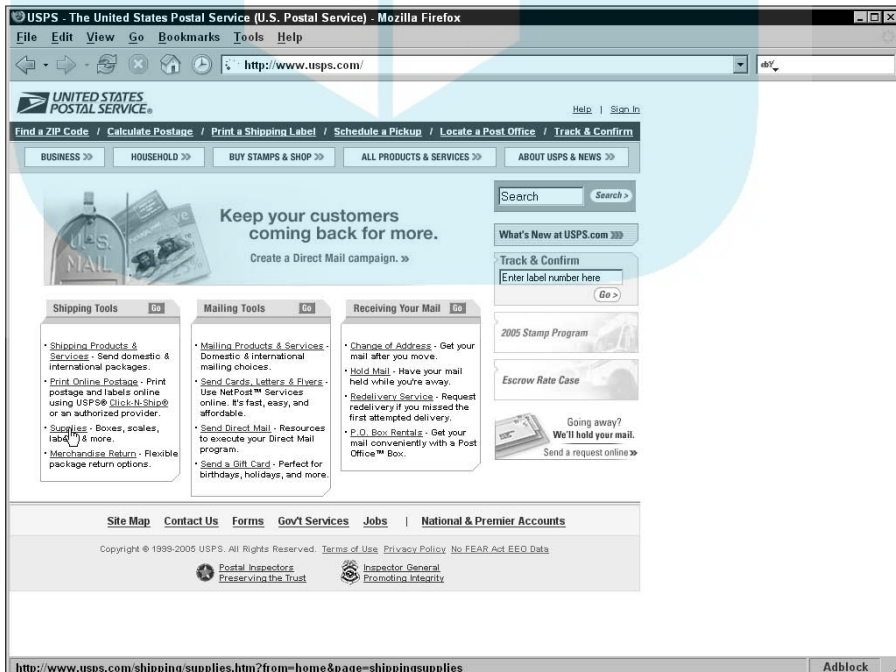 USPS - The United States Postal Service (U.S. Postal Service) - Mozilla Firefox
File Edit View Go Bookmarks Tools Help
http://www.usps.com/
UNITED STATES
POSTAL SERVICE®
Help | Sign In
Find a ZIP Code / Calculate Postage / Print a Shipping Label / Schedule a Pickup / Locate a Post Office / Track & Confirm
BUSINESS >> HOUSEHOLD >> BUY STAMPS & SHOP >> ALL PRODUCTS & SERVICES >> ABOUT USPS & NEWS >>
U.S.
MAIL
Keep your customers
coming back for more.
Create a Direct Mail campaign. »
Search Search >
What's New at USPS.com >>>
Track & Confirm
Enter label number here
Go >
2005 Stamp Program
Escrow Rate Case
Going away?
We'll hold your mail.
Send a request online »
Shipping Tools Go
• Shipping Products &
Services - Send domestic &
international packages.
• Print Online Postage - Print
postage and labels online
using USPS® Click-N-Ship®
or an authorized provider.
• Supplies - Boxes, scales,
& more.
• Merchandise Return - Flexible
package return options.
Mailing Tools Go
• Mailing Products & Services -
Domestic & international
mailing choices.
• Send Cards, Letters & Flyers -
Use NetPost™ Services
online. It's fast, easy, and
affordable.
• Send Direct Mail - Resources
to execute your Direct Mail
program.
• Send a Gift Card - Perfect for
birthdays, holidays, and more.
Receiving Your Mail Go
• Change of Address - Get your
mail after you move.
• Hold Mail - Have your mail
held while you're away.
• Redelivery Service - Request
redelivery if you missed the
first attempted delivery.
• P.O. Box Rentals - Get your
mail conveniently with a Post
Office™ Box.
Site Map Contact Us Forms Gov't Services Jobs | National & Premier Accounts
Copyright © 1999-2005 USPS. All Rights Reserved. Terms of Use Privacy Policy No FEAR Act EEO Data
Postal Inspectors
Preserving the Trust
Inspector General
Promoting Integrity
http://www.usps.com/shipping/supplies.htm?from=home&page=shippingsupplies
Adblock